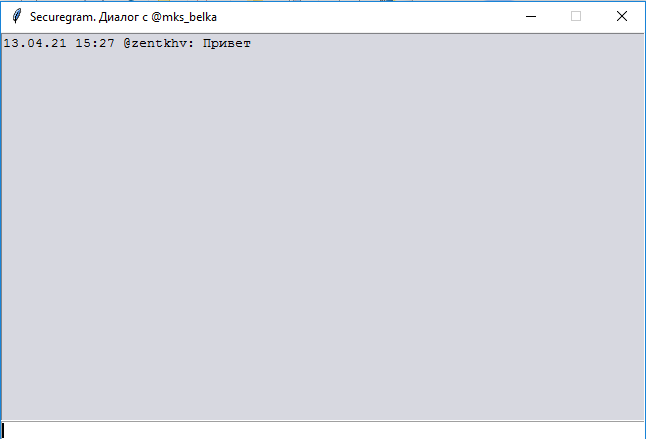 Securegram. Диалог с @mks_belka
13.04.21 15:27 @zentkhv: Привет